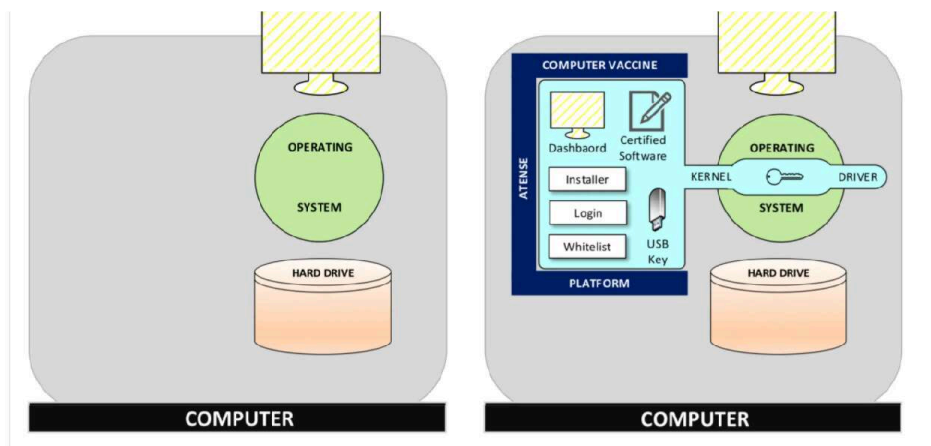 OPERATING
SYSTEM
HARD DRIVE
COMPUTER
COMPUTER VACCINE
ATENSE
Dashbaord
Certified
Software
Installer
Login
Whitelist
USB
Key
PLATFORM
KERNEL
DRIVER
OPERATING
SYSTEM
HARD DRIVE
COMPUTER